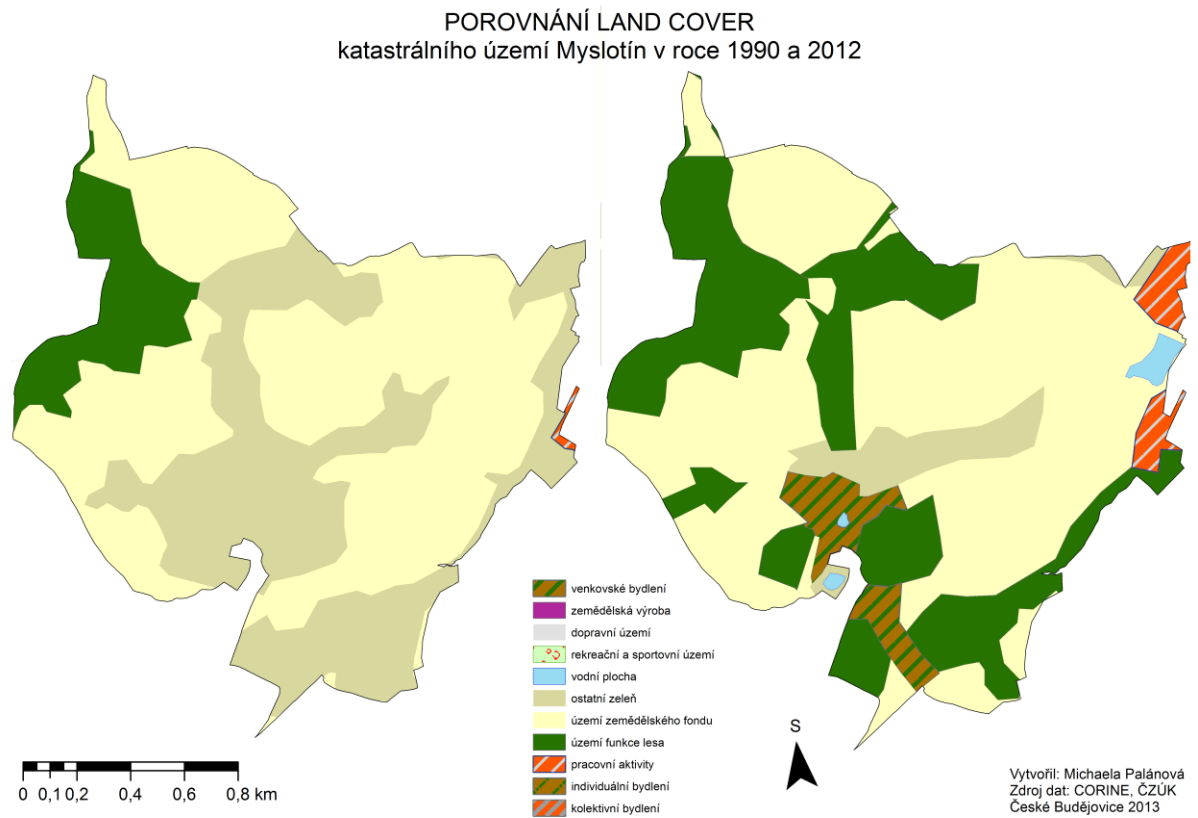 POROVNÁNÍ LAND COVER
katastrálního území Myslotín v roce 1990 a 2012
venkovské bydlení
zemědělská výroba
dopravní území
rekreační a sportovní území
vodní plocha
ostatní zeleň
území zemědělského fondu
území funkce lesa
pracovní aktivity
individuální bydlení
kolektivní bydlení
S
0 0,1 0,2 0,4 0,6 0,8 km
Vytvořil: Michaela Palánová
Zdroj dat: CORINE, ČZÚK
České Budějovice 2013